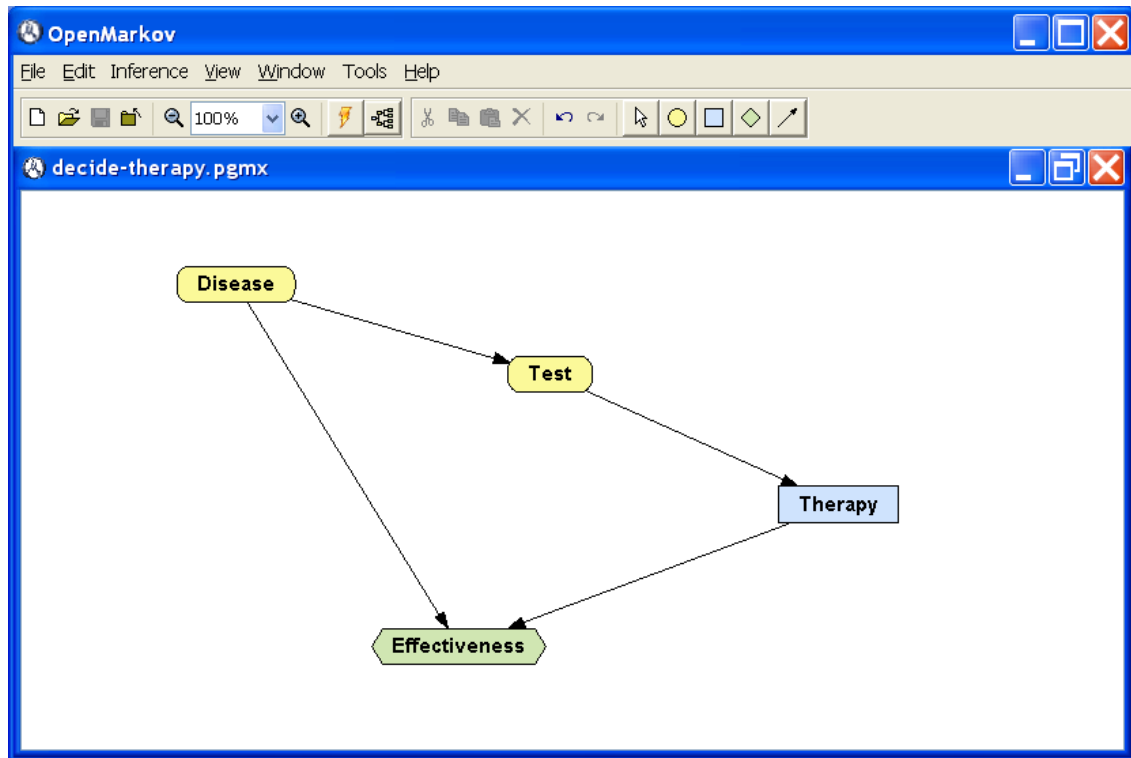 OpenMarkov
File Edit Inference View Window Tools Help
100%
decide-therapy.pgmx
Disease
Test
Therapy
Effectiveness